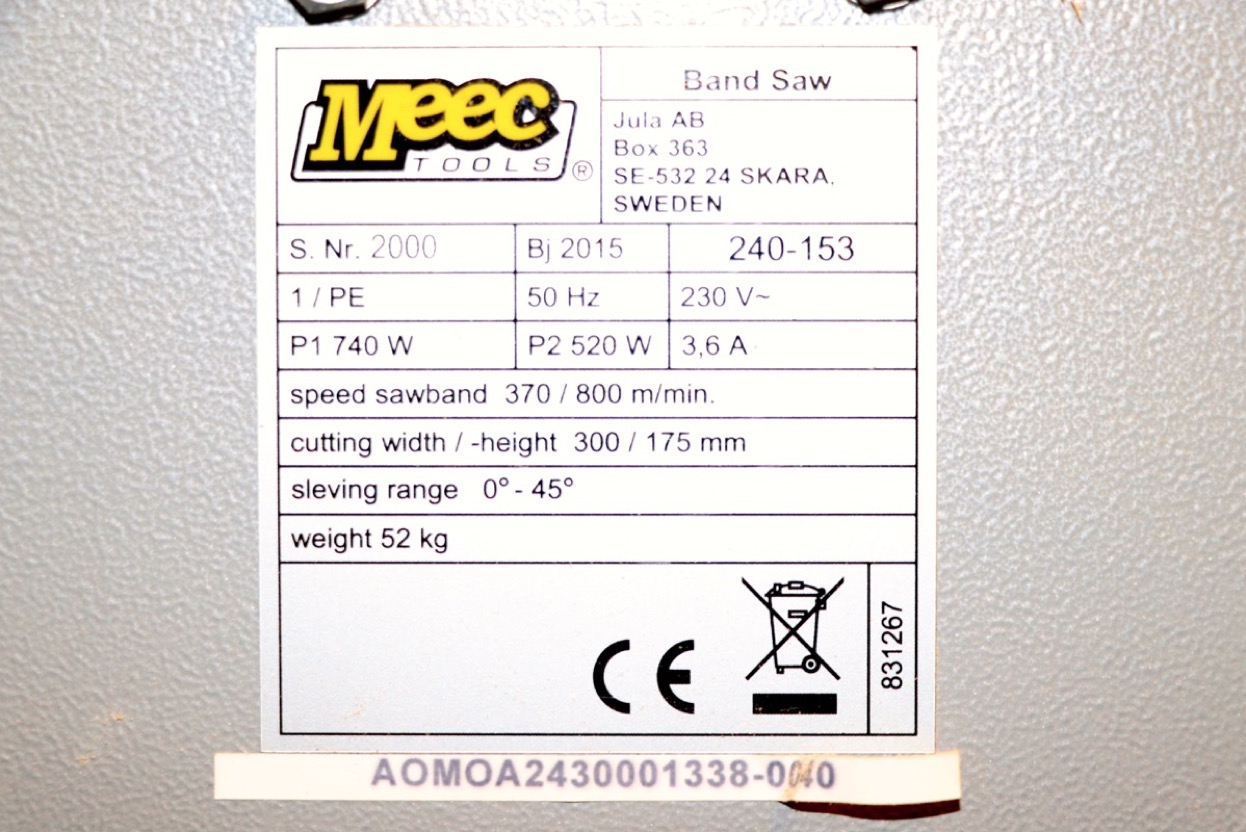 Meec
TOOLS ®
Band Saw
Jula AB
Box 363
SE-532 24 SKARA,
SWEDEN
S. Nr. 2000 Bj 2015 240-153
1 / PE 50 Hz 230 V~
P1 740 W P2 520 W 3,6 A
speed sawband 370 / 800 m/min.
cutting width / -height 300 / 175 mm
sleving range 0° - 45°
weight 52 kg
CE
831267
AOMOA2430001338-0040